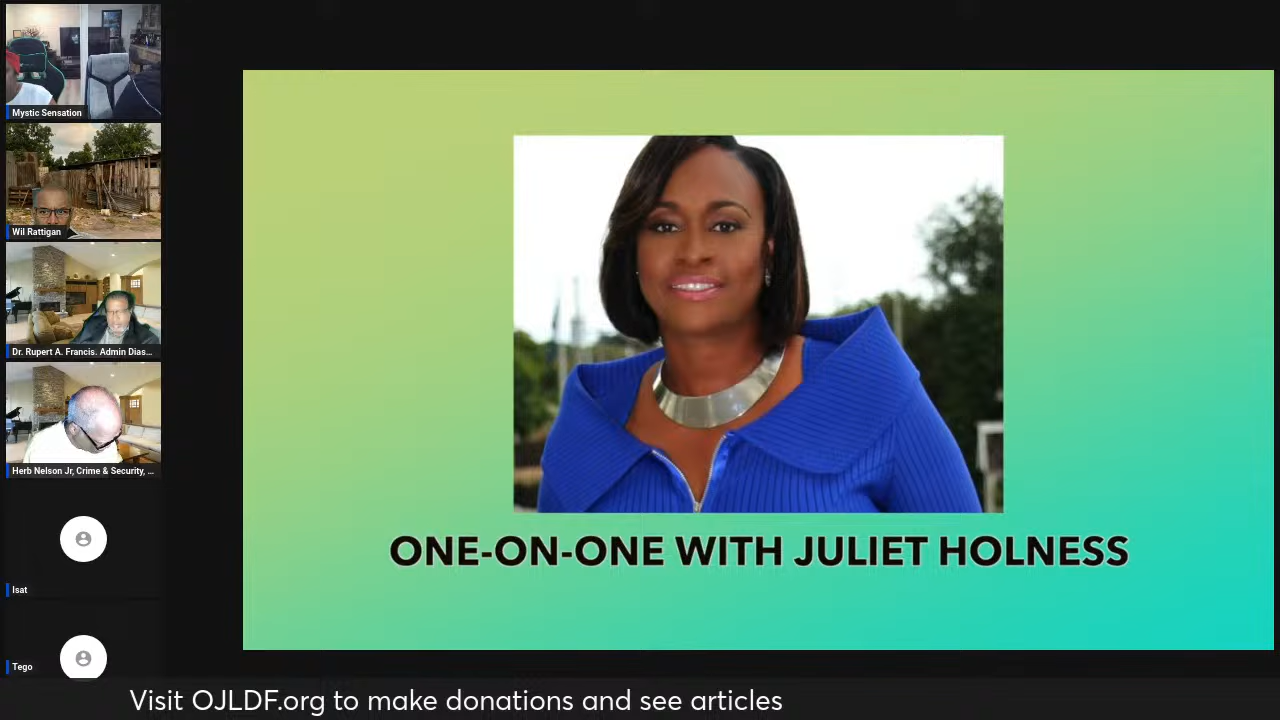 Mystic Sensation
Wil Rattigan
Dr. Rupert A. Francis. Admin Dias...
Herb Nelson Jr, Crime & Security, ...
Isat
Tego
ONE-ON-ONE WITH JULIET HOLNESS
Visit OJLDF.org to make donations and see articles